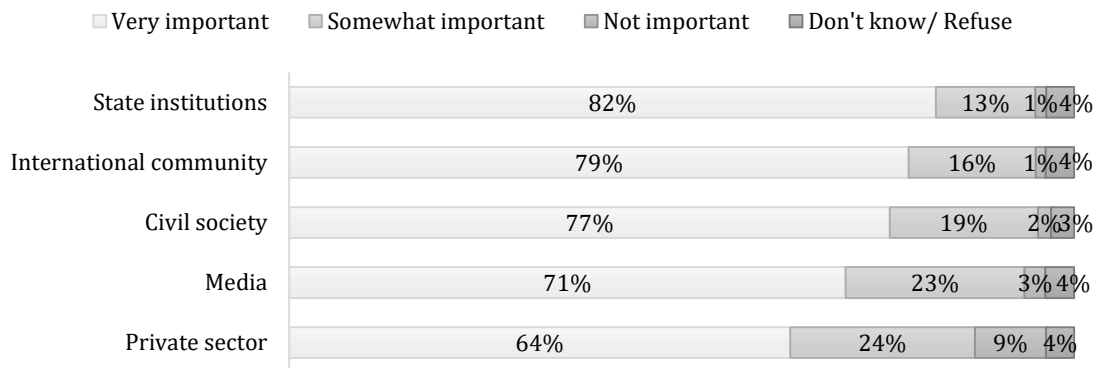 Very important Somewhat important Not important Don't know/ Refuse
State institutions 82% 13% 1% 4%
International community 79% 16% 1% 4%
Civil society 77% 19% 2% 3%
Media 71% 23% 3% 4%
Private sector 64% 24% 9% 4%